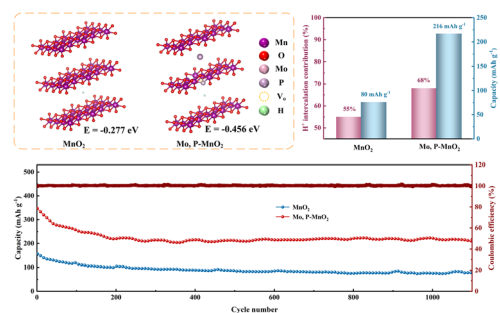 Mn
O
Mo
P
Vo
H
E = -0.277 eV
E = -0.456 eV
MnO2
Mo, P-MnO2
H+ intercalation contribution (%)
100
90
80
70
60
50
55%
80 mAh g-1
68%
216 mAh g-1
MnO2
Mo, P-MnO2
250
200
150
100
50
0
Capacity (mAh g-1)
Capacity (mAh g-1)
500
400
300
200
100
0
MnO2
Mo, P-MnO2
120
100
80
60
40
20
0
Coulombic efficiency (%)
0
200
400
600
800
1000
Cycle number